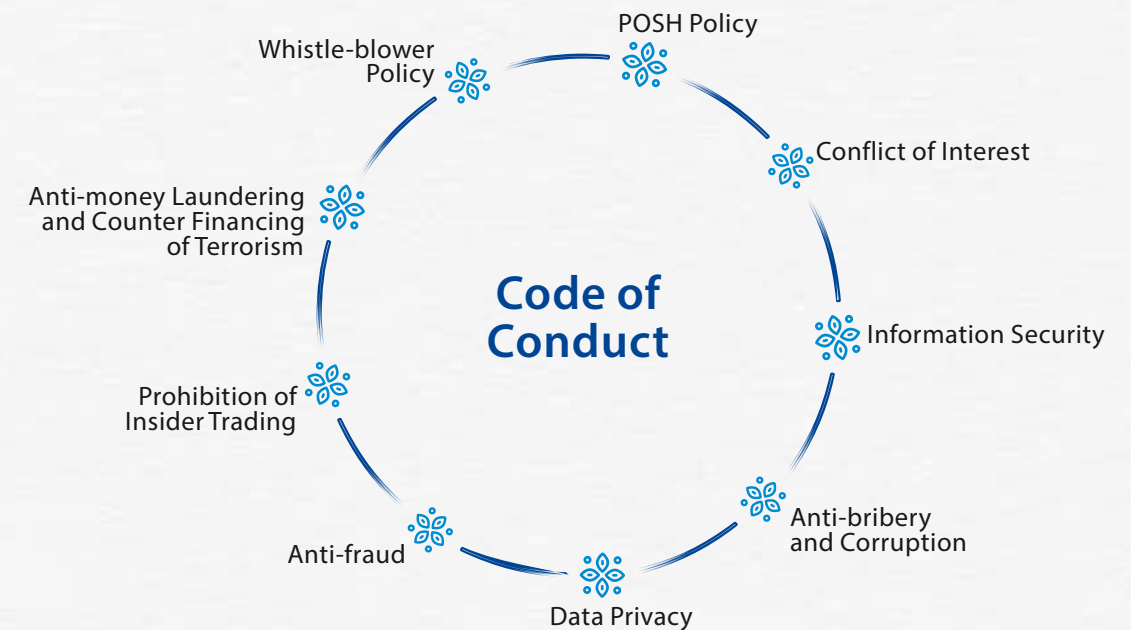 POSH Policy
Conflict of Interest
Information Security
Anti-bribery
and Corruption
Data Privacy
Anti-fraud
Prohibition of
Insider Trading
Anti-money Laundering
and Counter Financing
of Terrorism
Whistle-blower
Policy
Code of
Conduct